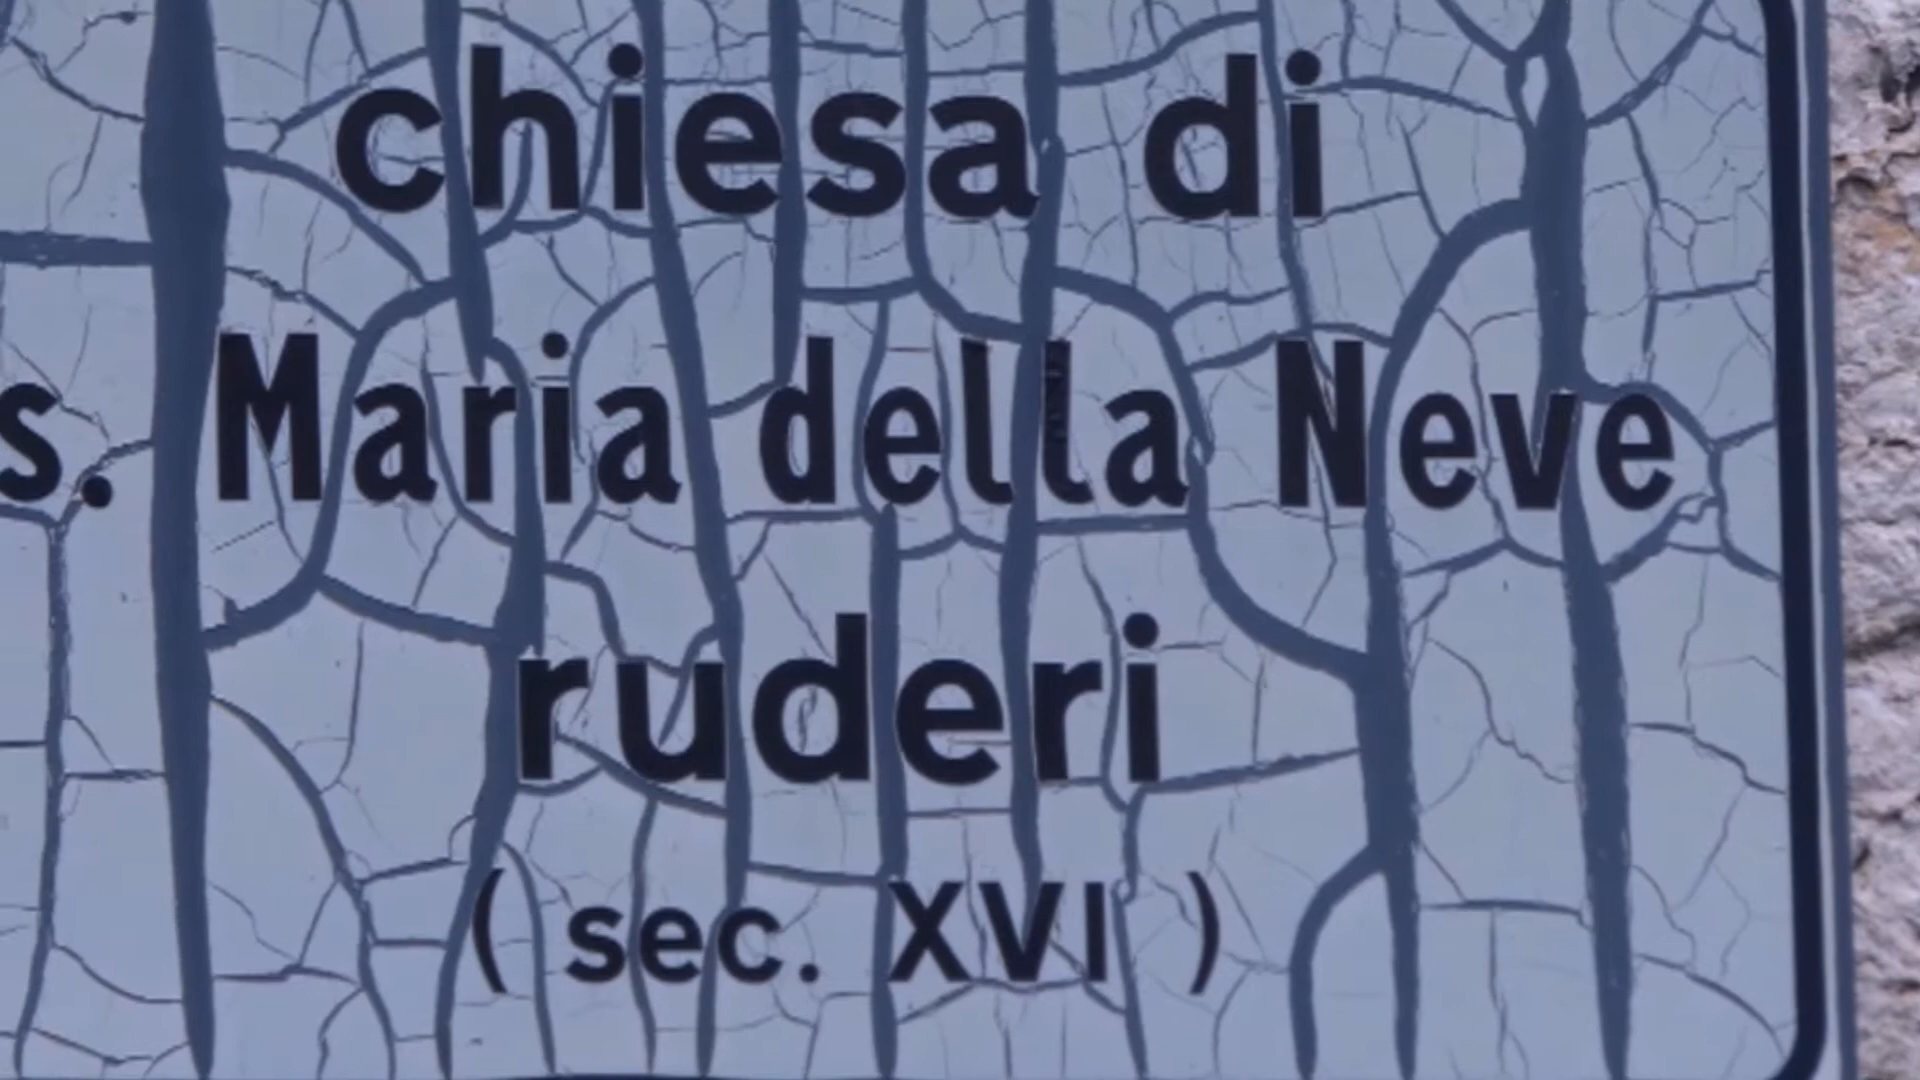 chiesa di
s. Maria della Neve
ruderi
( sec. XVI )